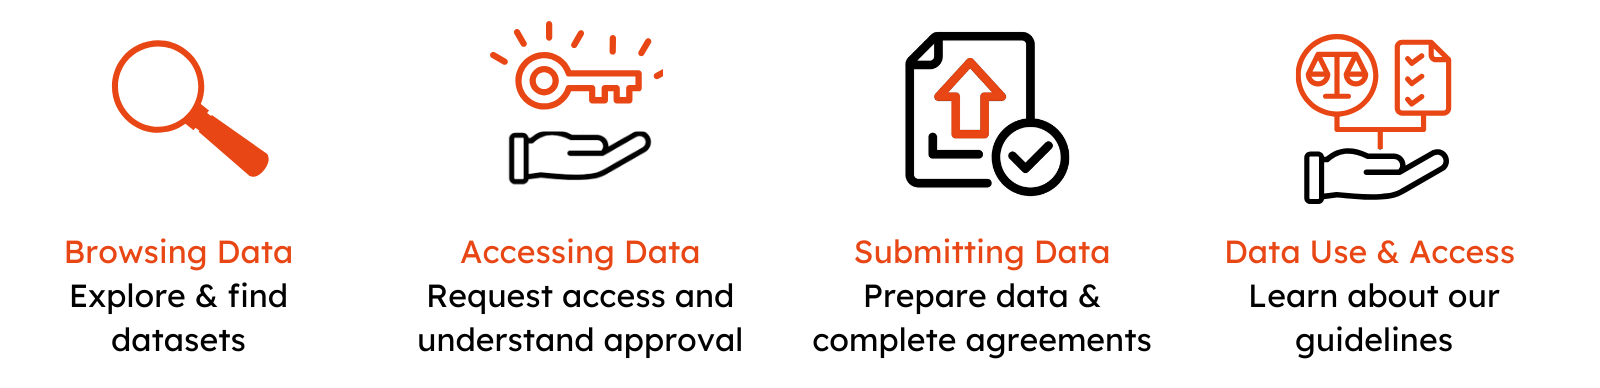 Browsing Data
Explore & find
datasets
Accessing Data
Request access and
understand approval
Submitting Data
Prepare data &
complete agreements
Data Use & Access
Learn about our
guidelines